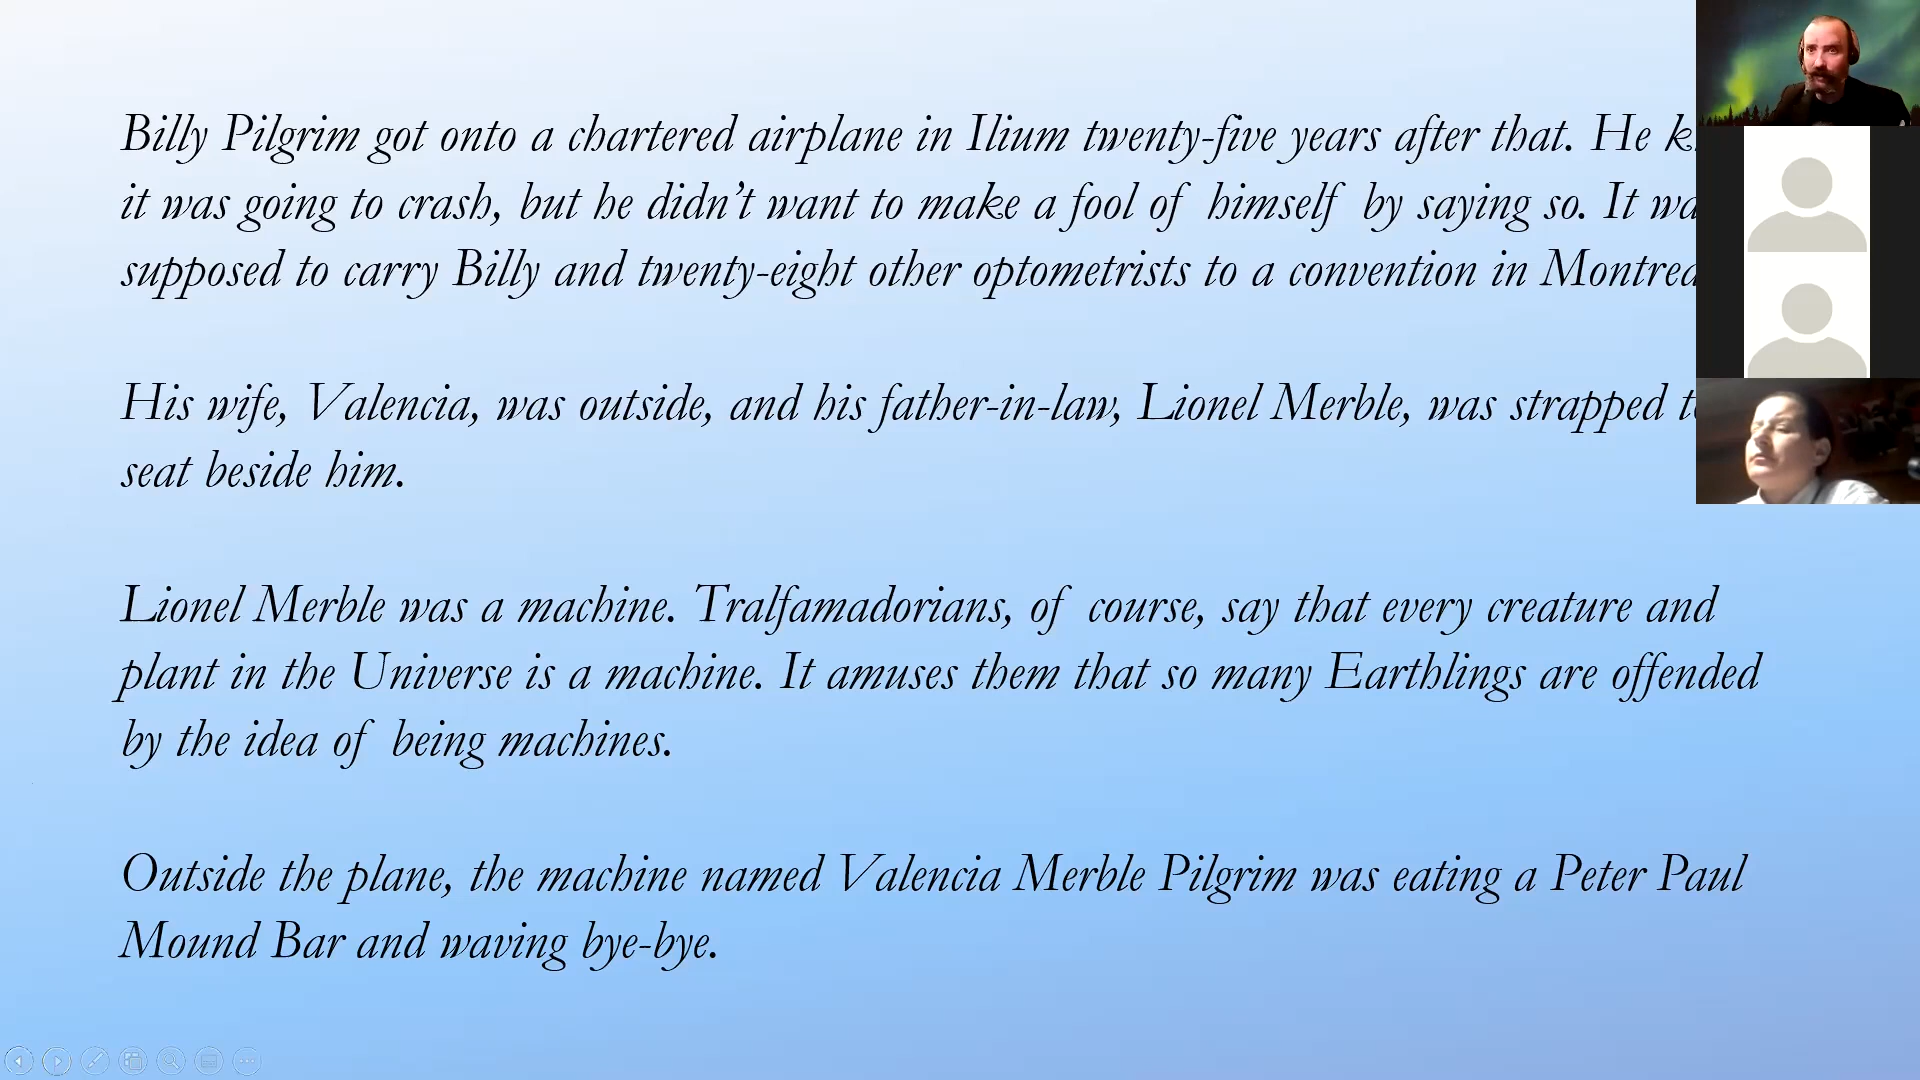 Billy Pilgrim got onto a chartered airplane in Ilium twenty-five years after that. He
it was going to crash, but he didn't want to make a fool of himself by saying so. It
supposed to carry Billy and twenty-eight other optometrists to a convention in
His wife, Valencia, was outside, and his father-in-law, Lionel Merble, was strapped
seat beside him.
Lionel Merble was a machine. Tralfamadorians, of course, say that every creature and
plant in the Universe is a machine. It amuses them that so many Earthlings are offended
by the idea of being machines.
Outside the plane, the machine named Valencia Merble Pilgrim was eating a Peter Paul
Mound Bar and waving bye-bye.